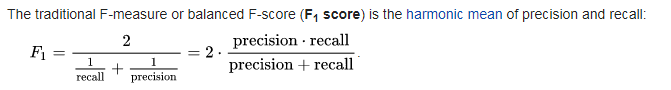 The traditional F-measure or balanced F-score (F₁ score) is the harmonic mean of precision and recall:
F₁ = 2 / (1/recall + 1/precision) = 2 · (precision · recall) / (precision + recall) .